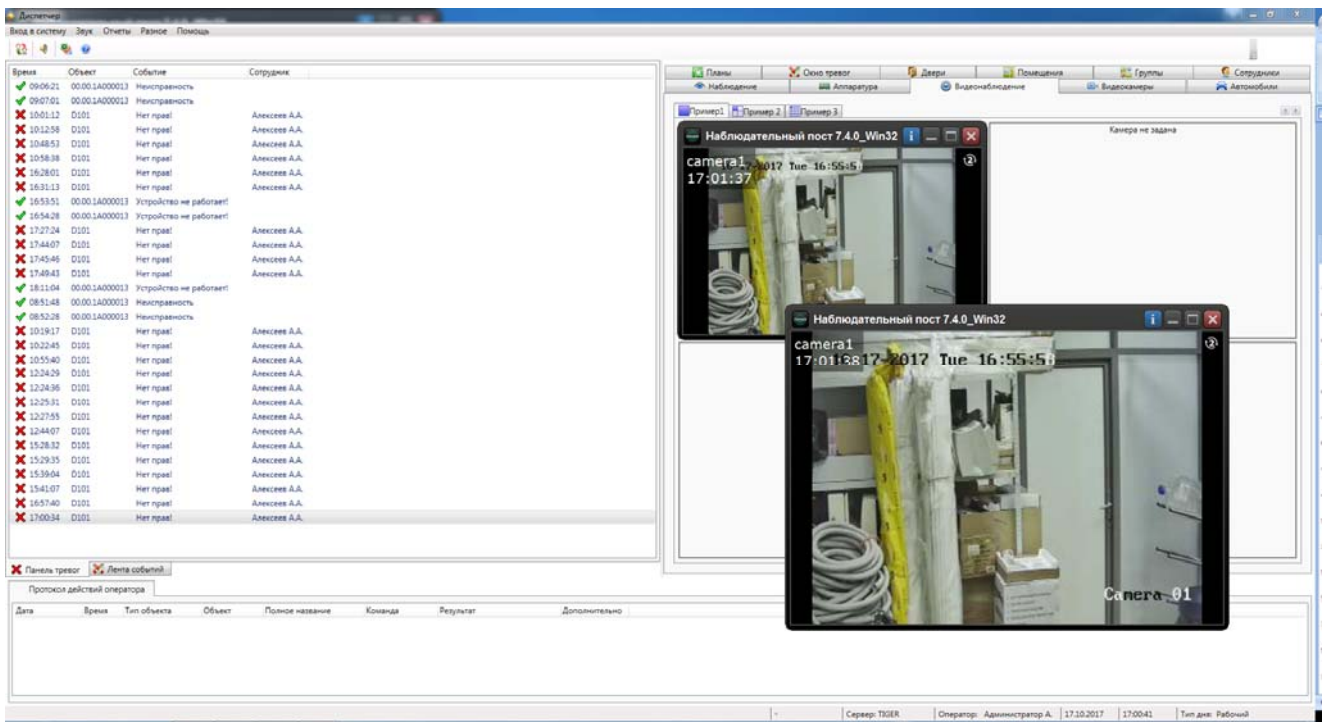 Диспетчер
Вход в систему Звук Отчеты Разное Помощь
Время Объект Событие Сотрудник
09:06:21 00.00.1A000013 Неисправность
09:07:01 00.00.1A000013 Неисправность
10:01:12 D101 Нет прав! Алексеев А.А.
10:12:58 D101 Нет прав! Алексеев А.А.
10:48:53 D101 Нет прав! Алексеев А.А.
10:58:38 D101 Нет прав! Алексеев А.А.
16:28:01 D101 Нет прав! Алексеев А.А.
16:31:13 D101 Нет прав! Алексеев А.А.
16:53:51 00.00.1A000013 Устройство не работает!
16:54:28 00.00.1A000013 Устройство не работает!
17:27:24 D101 Нет прав! Алексеев А.А.
17:44:07 D101 Нет прав! Алексеев А.А.
17:45:46 D101 Нет прав! Алексеев А.А.
17:49:43 D101 Нет прав! Алексеев А.А.
18:11:04 00.00.1A000013 Устройство не работает!
08:51:48 00.00.1A000013 Неисправность
08:52:28 00.00.1A000013 Неисправность
10:19:17 D101 Нет прав! Алексеев А.А.
10:22:45 D101 Нет прав! Алексеев А.А.
10:55:40 D101 Нет прав! Алексеев А.А.
12:24:29 D101 Нет прав! Алексеев А.А.
12:24:36 D101 Нет прав! Алексеев А.А.
12:25:31 D101 Нет прав! Алексеев А.А.
12:27:55 D101 Нет прав! Алексеев А.А.
12:44:07 D101 Нет прав! Алексеев А.А.
15:28:32 D101 Нет прав! Алексеев А.А.
15:29:35 D101 Нет прав! Алексеев А.А.
15:39:04 D101 Нет прав! Алексеев А.А.
15:41:07 D101 Нет прав! Алексеев А.А.
16:57:40 D101 Нет прав! Алексеев А.А.
17:00:34 D101 Нет прав! Алексеев А.А.
Панель тревог Лента событий
Планы Окно тревог Двери Помещения Группы Сотрудники
Наблюдение Аппаратура Видеонаблюдение Видеокамеры Автомобили
Пример1 Пример 2 Пример 3
Наблюдательный пост 7.4.0_Win32
camera1
17-2017 Tue 16:55:5
17:01:37
Камера не задана
Наблюдательный пост 7.4.0_Win32
camera1
17:01:38 17-2017 Tue 16:55:5
Camera 01
Протокол действий оператора
Дата Время Тип объекта Объект Полное название Команда Результат Дополнительно
- Сервер: TIGER Оператор: Администратор А. 17.10.2017 17:00:41 Тип дня: Рабочий